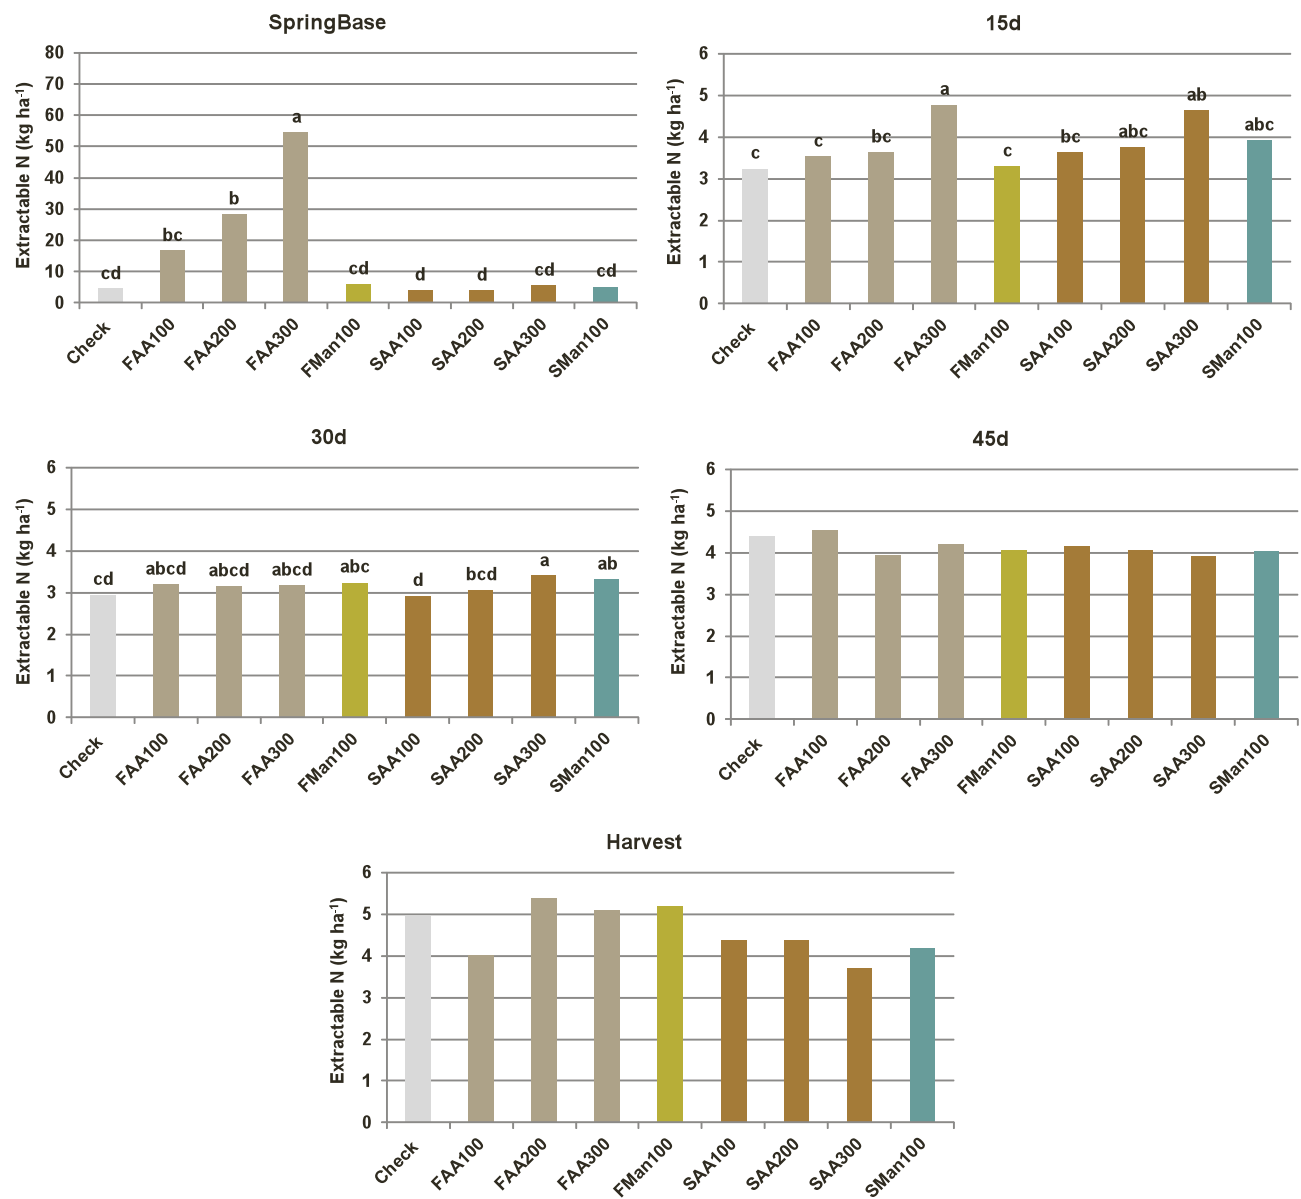 SpringBase
Extractable N (kg ha⁻¹)
80
70
60
50
40
30
20
10
0
cd
bc
b
a
cd
d
d
cd
cd
Check
FAA100
FAA200
FAA300
FMan100
SAA100
SAA200
SAA300
SMan100
15d
Extractable N (kg ha⁻¹)
6
5
4
3
2
1
0
c
c
bc
a
c
bc
abc
ab
abc
Check
FAA100
FAA200
FAA300
FMan100
SAA100
SAA200
SAA300
SMan100
30d
Extractable N (kg ha⁻¹)
6
5
4
3
2
1
0
cd
abcd
abcd
abcd
abc
d
bcd
a
ab
Check
FAA100
FAA200
FAA300
FMan100
SAA100
SAA200
SAA300
SMan100
45d
Extractable N (kg ha⁻¹)
6
5
4
3
2
1
0
Check
FAA100
FAA200
FAA300
FMan100
SAA100
SAA200
SAA300
SMan100
Harvest
Extractable N (kg ha⁻¹)
6
5
4
3
2
1
0
Check
FAA100
FAA200
FAA300
FMan100
SAA100
SAA200
SAA300
SMan100